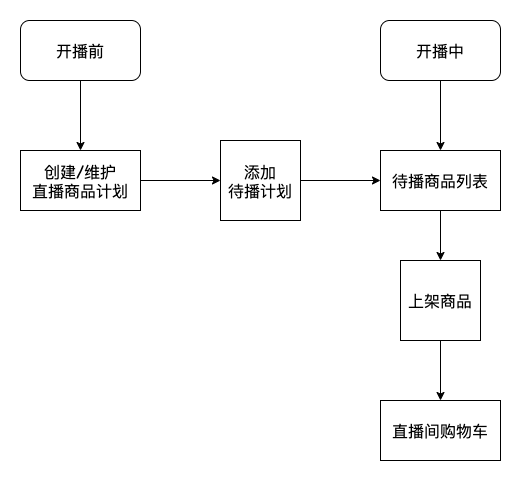 开播前
开播中
创建/维护
直播商品计划
添加
待播计划
待播商品列表
上架商品
直播间购物车